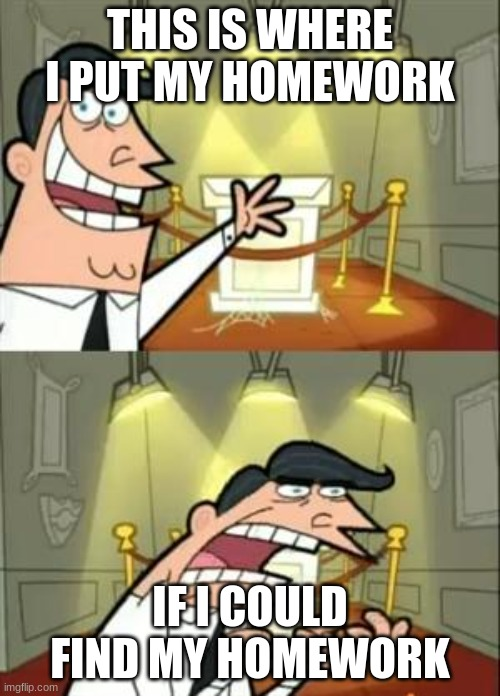 THIS IS WHERE
I PUT MY HOMEWORK
IF I COULD
FIND MY HOMEWORK
imgflip.com